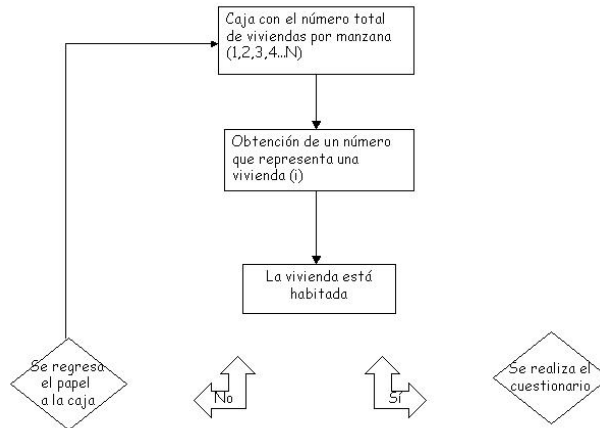 Caja con el número total
de viviendas por manzana
(1,2,3,4...N)
Obtención de un número
que representa una
vivienda (i)
La vivienda está
habitada
Se regresa
el papel
a la caja
No
Sí
Se realiza el
cuestionario